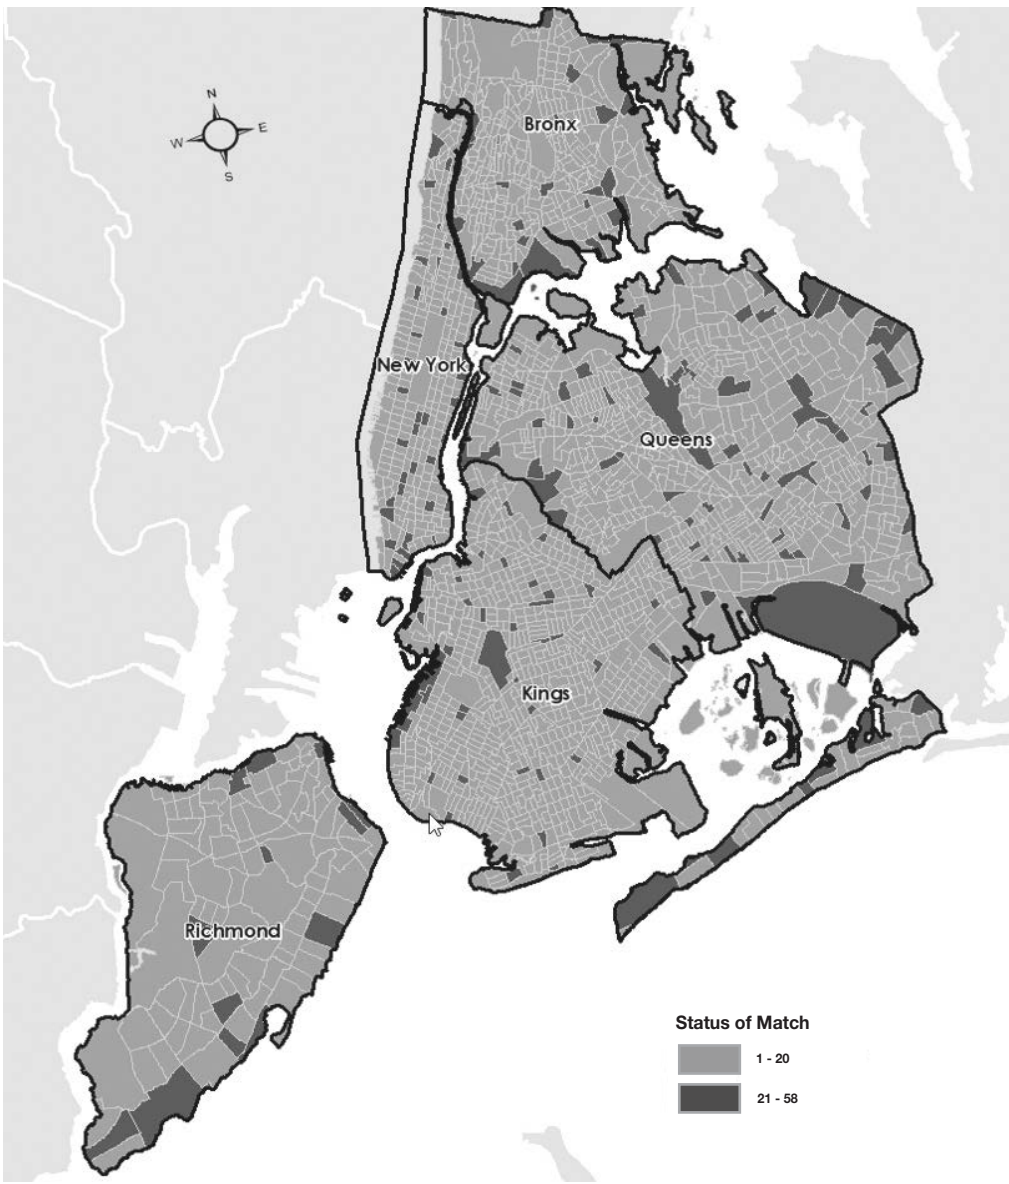 N
W
E
S
Bronx
New York
Queens
Kings
Richmond
Status of Match
1 - 20
21 - 58